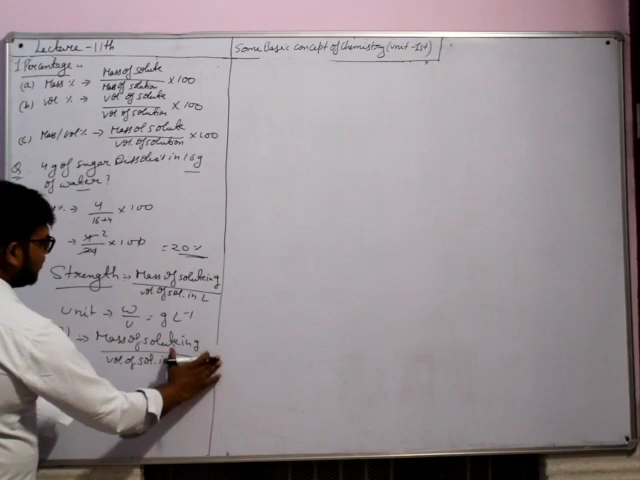 Lecture - 11th
Some Basic concept of Chemistry (unit - 1st)
1. Percentage :-
(a) Mass % → Mass of solute / Mass of solution × 100
(b) vol % → vol of solute / vol of solution × 100
(c) Mass/vol % → Mass of solute / vol. of solution × 100
Q. 4g of sugar Dissolved in 16g
of water?
4 / 16+4 × 100
→ × 100 = 20%
Strength :- Mass of solute in g / vol. of sol. in L
unit → w / v = g L⁻¹
→ Mass of solute in g / vol. of sol. in